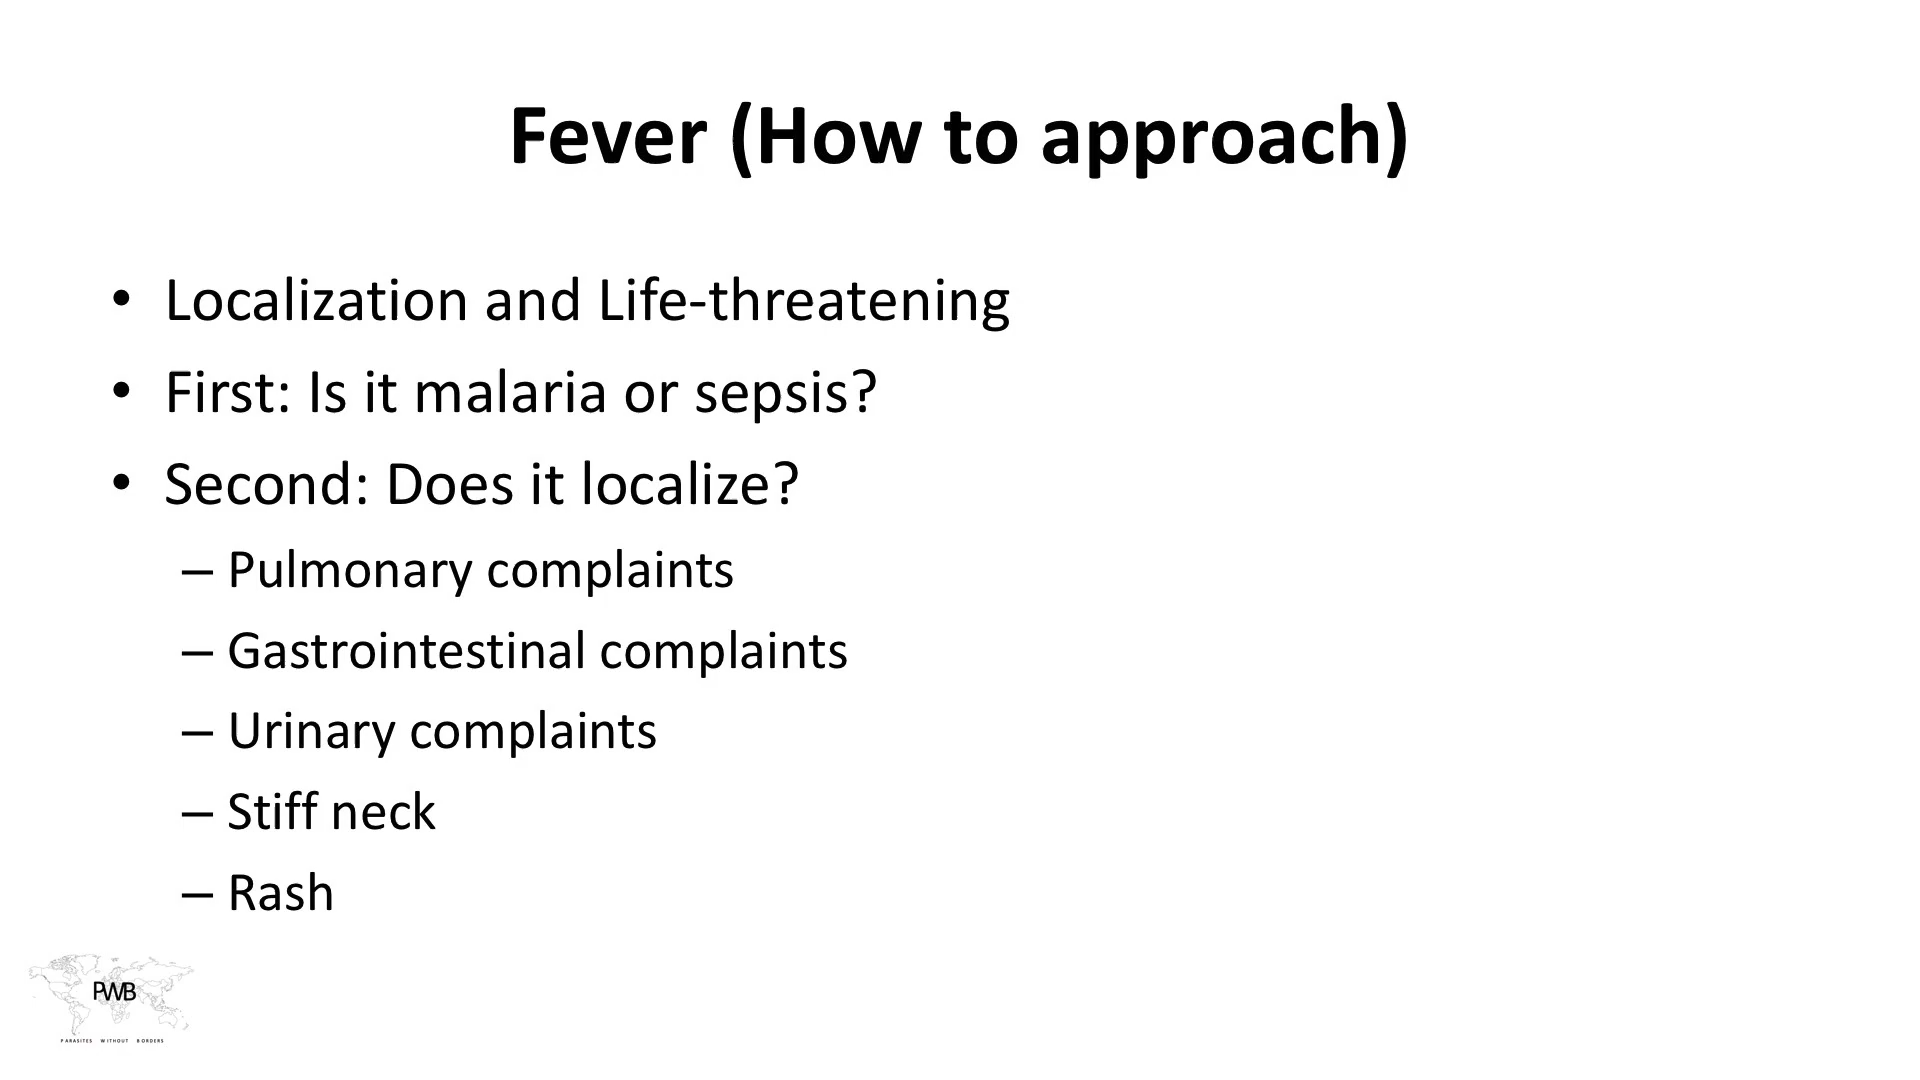 Fever (How to approach)
• Localization and Life-threatening
• First: Is it malaria or sepsis?
• Second: Does it localize?
– Pulmonary complaints
– Gastrointestinal complaints
– Urinary complaints
– Stiff neck
– Rash
PWB
PARASITES WITHOUT BORDERS